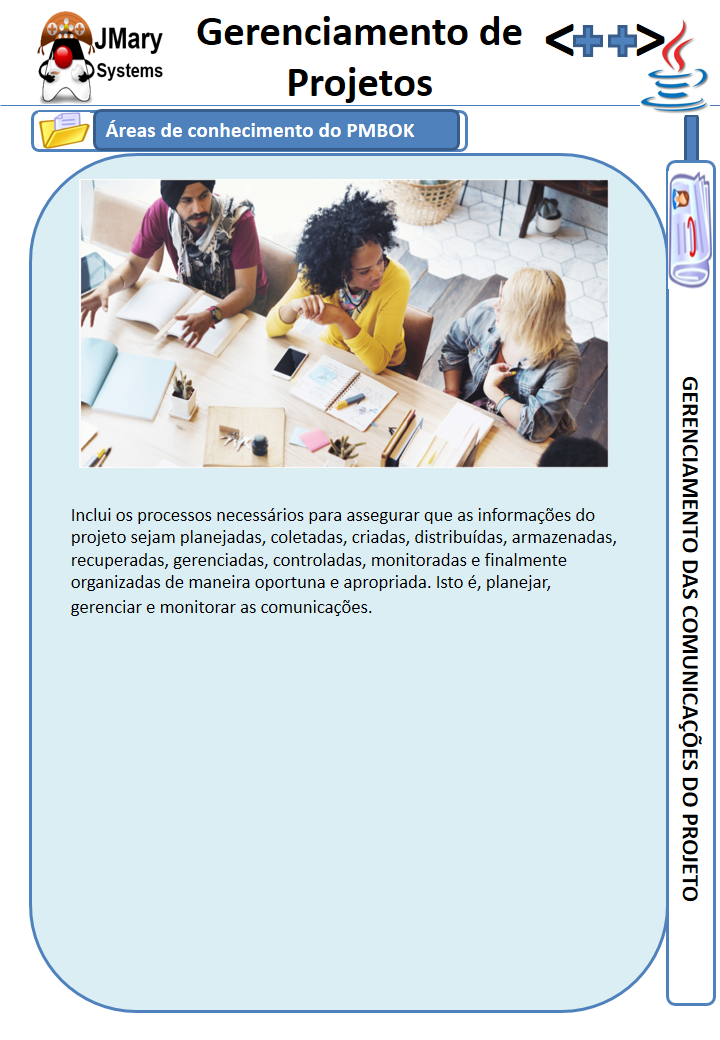 JMary
Systems
Gerenciamento de
Projetos
<++>
Áreas de conhecimento do PMBOK
Inclui os processos necessários para assegurar que as informações do
projeto sejam planejadas, coletadas, criadas, distribuídas, armazenadas,
recuperadas, gerenciadas, controladas, monitoradas e finalmente
organizadas de maneira oportuna e apropriada. Isto é, planejar,
gerenciar e monitorar as comunicações.
GERENCIAMENTO DAS COMUNICAÇÕES DO PROJETO